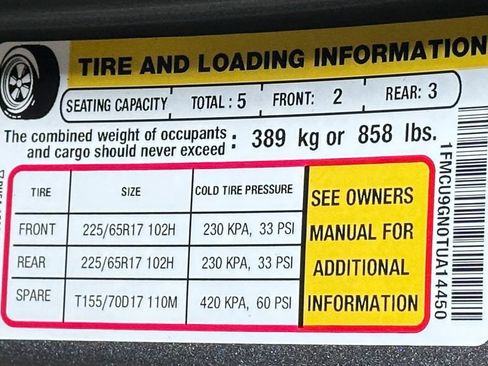 TIRE AND LOADING INFORMATION
SEATING CAPACITY TOTAL : 5 FRONT: 2 REAR: 3
The combined weight of occupants
and cargo should never exceed : 389 kg or 858 lbs.
TIRE SIZE COLD TIRE PRESSURE
FRONT 225/65R17 102H 230 KPA, 33 PSI
REAR 225/65R17 102H 230 KPA, 33 PSI
SPARE T155/70D17 110M 420 KPA, 60 PSI
SEE OWNERS
MANUAL FOR
ADDITIONAL
INFORMATION
1FMCU9GN0TUA14450